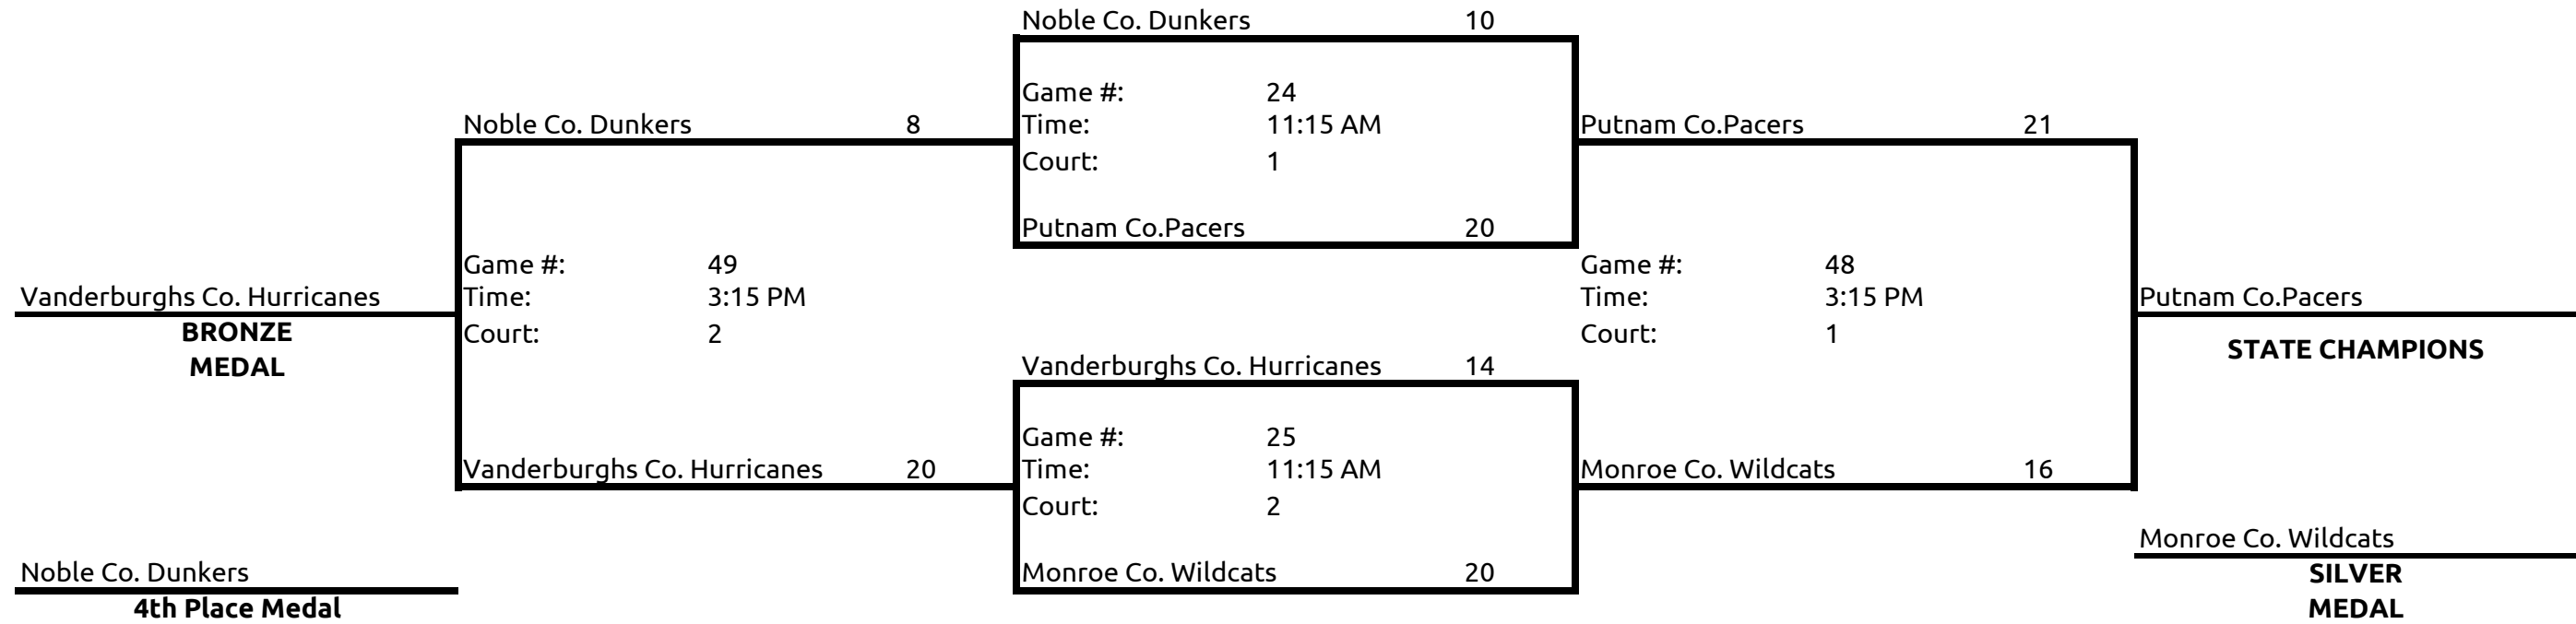 Noble Co. Dunkers 10
Game #: 24
Noble Co. Dunkers 8 Time: 11:15 AM Putnam Co.Pacers 21
Court: 1
Putnam Co.Pacers 20
Game #: 49 Game #: 48
Vanderburghs Co. Hurricanes Time: 3:15 PM Time: 3:15 PM Putnam Co.Pacers
BRONZE Court: 2 Court: 1
STATE CHAMPIONS
MEDAL Vanderburghs Co. Hurricanes 14
Game #: 25
Vanderburghs Co. Hurricanes 20 Time: 11:15 AM Monroe Co. Wildcats 16
Court: 2
Monroe Co. Wildcats
Noble Co. Dunkers Monroe Co. Wildcats 20 SILVER
4th Place Medal MEDAL